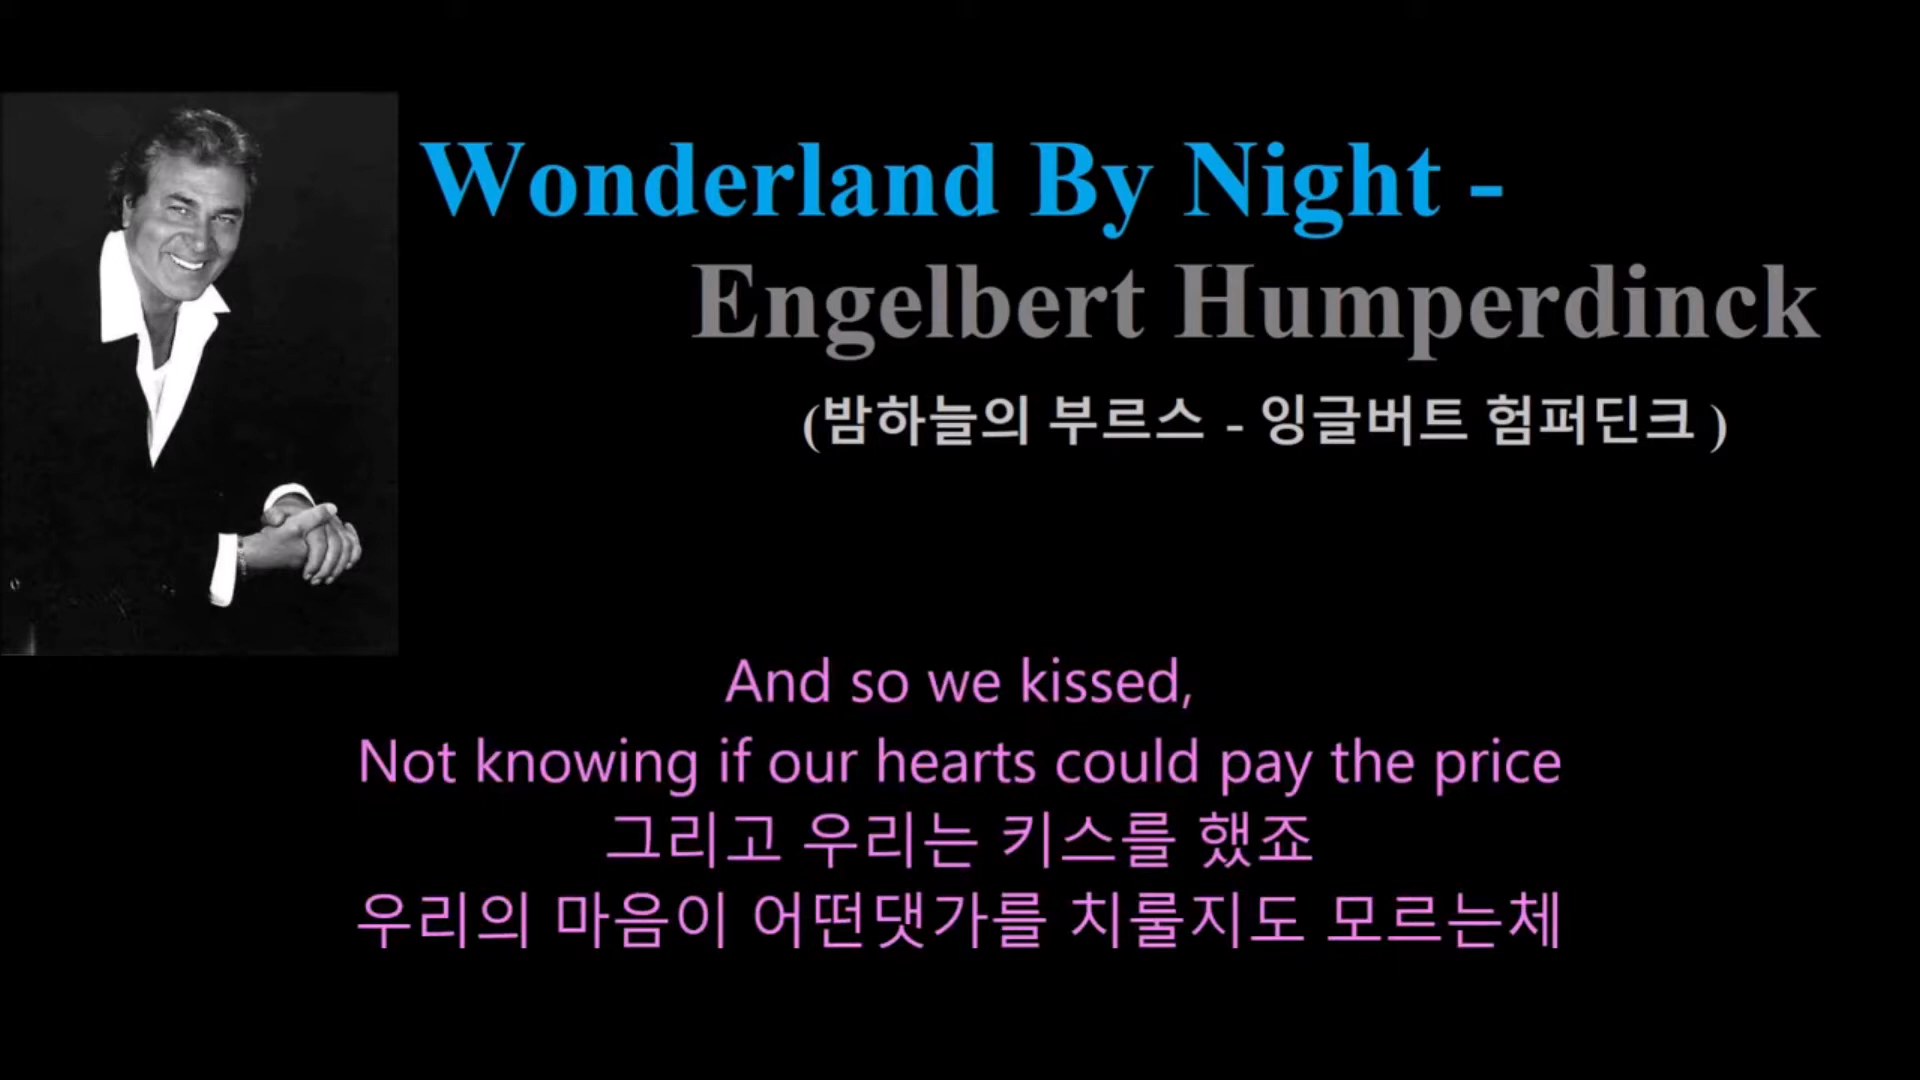 Wonderland By Night -
Engelbert Humperdinck
(밤하늘의 부르스 - 잉글버트 험퍼딘크 )
And so we kissed,
Not knowing if our hearts could pay the price
그리고 우리는 키스를 했죠
우리의 마음이 어떤댓가를 치룰지도 모르는체